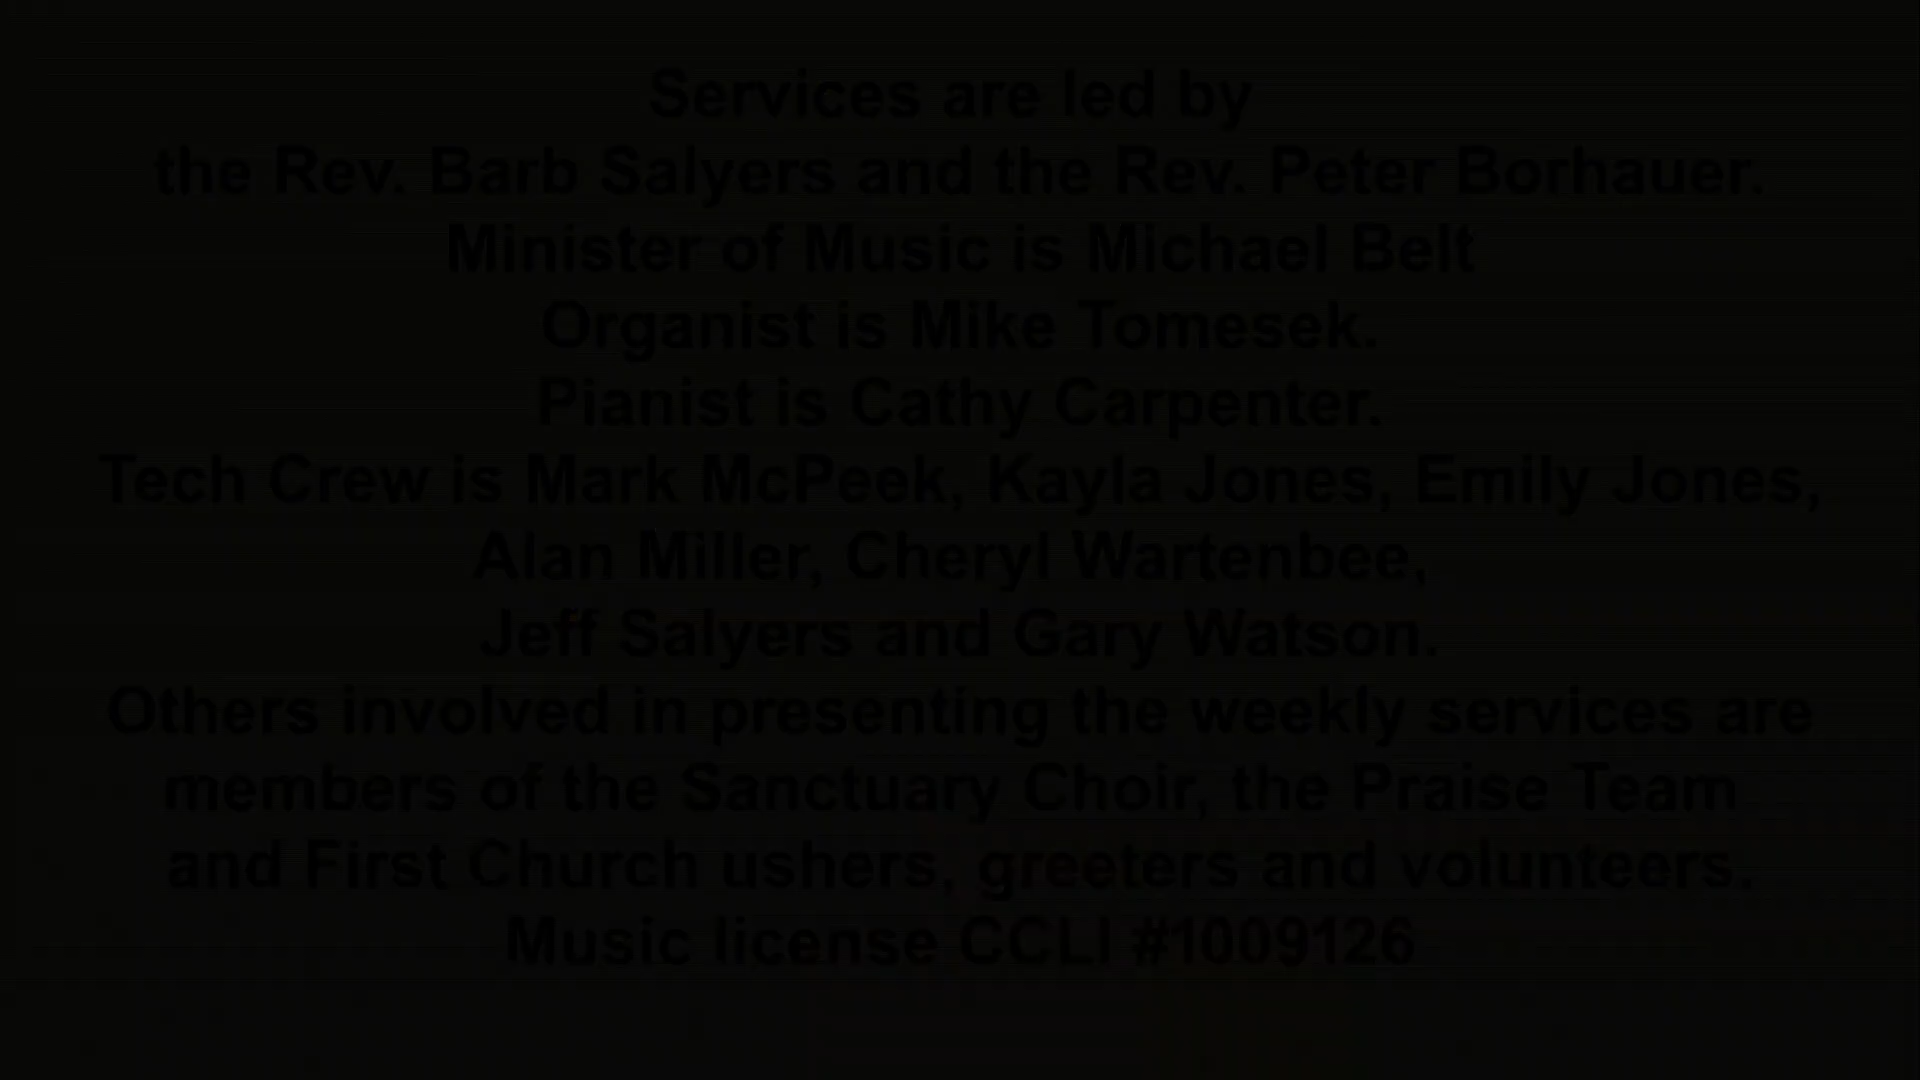 Services are led by
the Rev. Barb Salyers and the Rev. Peter Borhauer.
Minister of Music is Michael Belt
Organist is Mike Tomesek.
Pianist is Cathy Carpenter.
Tech Crew is Mark McPeek, Kayla Jones, Emily Jones,
Alan Miller, Cheryl Wartenbee,
Jeff Salyers and Gary Watson.
Others involved in presenting the weekly services are
members of the Sanctuary Choir, the Praise Team
and First Church ushers, greeters and volunteers.
Music license CCLI #1009126